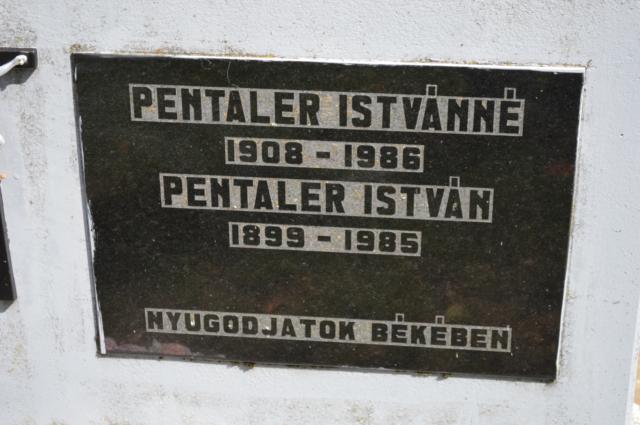 PENTALER ISTVÁNNÉ
1908 - 1986
PENTALER ISTVÁN
1899 - 1985
NYUGODJATOK BÉKÉBEN